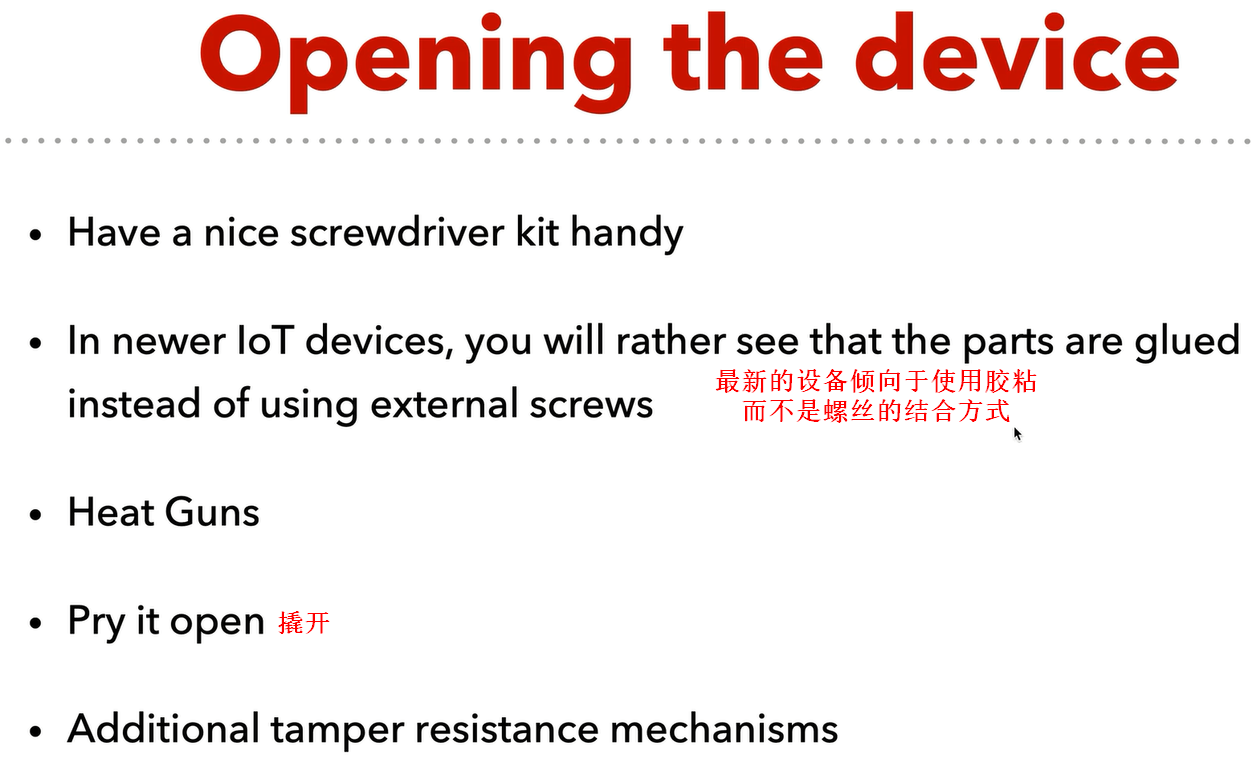 Opening the device
• Have a nice screwdriver kit handy
• In newer IoT devices, you will rather see that the parts are glued
instead of using external screws
最新的设备倾向于使用胶粘
而不是螺丝的结合方式
• Heat Guns
• Pry it open 撬开
• Additional tamper resistance mechanisms